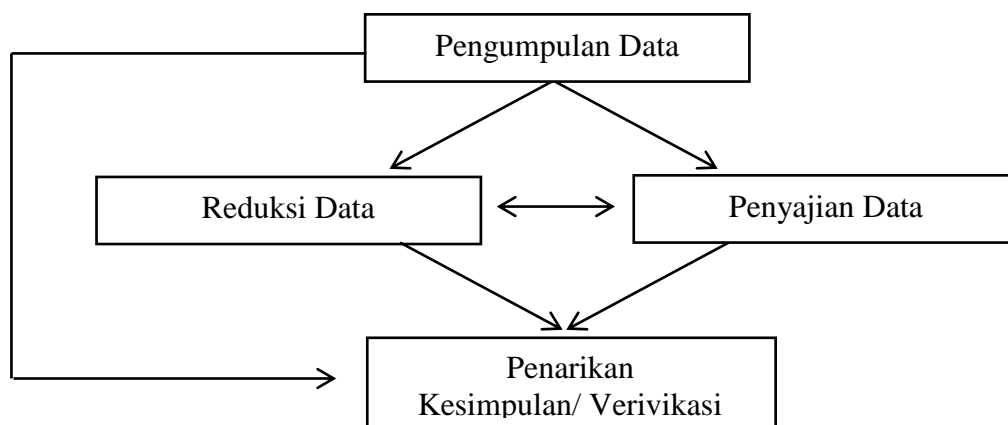 Pengumpulan Data
Reduksi Data
Penyajian Data
Penarikan
Kesimpulan/ Verivikasi